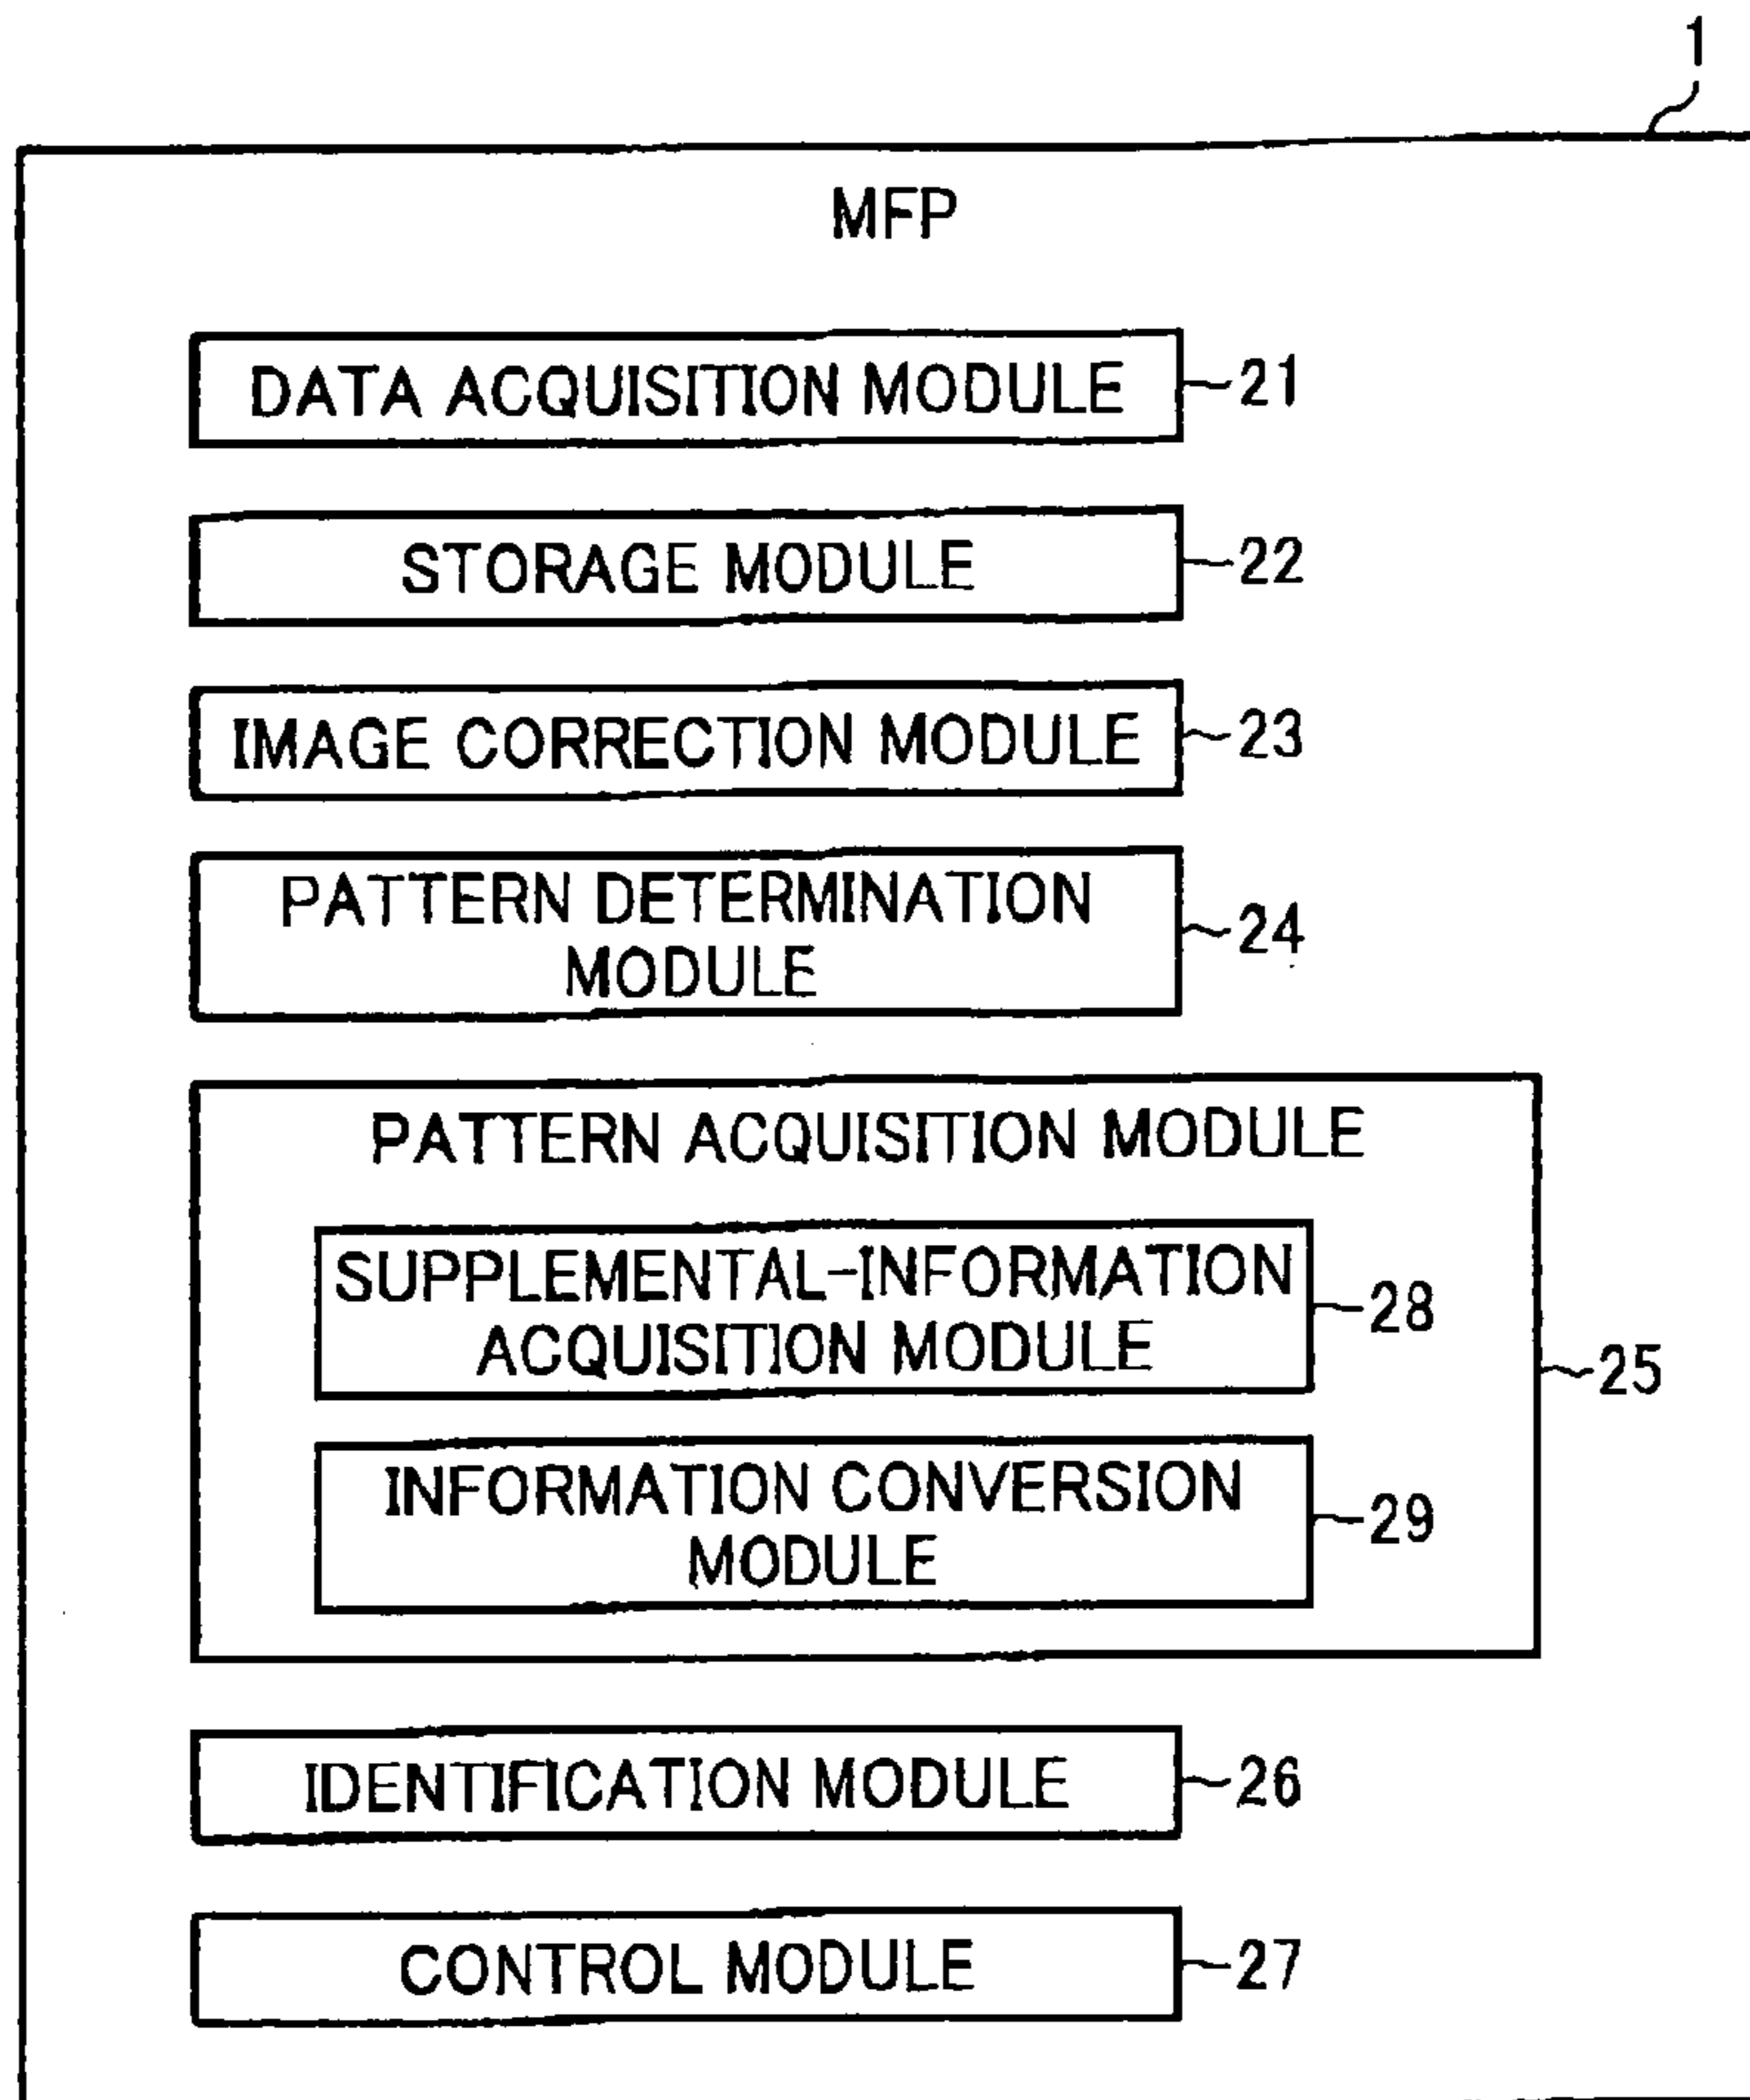 1
MFP
DATA ACQUISITION MODULE
21
STORAGE MODULE
22
IMAGE CORRECTION MODULE
23
PATTERN DETERMINATION
MODULE
24
PATTERN ACQUISITION MODULE
SUPPLEMENTAL-INFORMATION
ACQUISITION MODULE
28
25
INFORMATION CONVERSION
MODULE
29
IDENTIFICATION MODULE
26
CONTROL MODULE
27